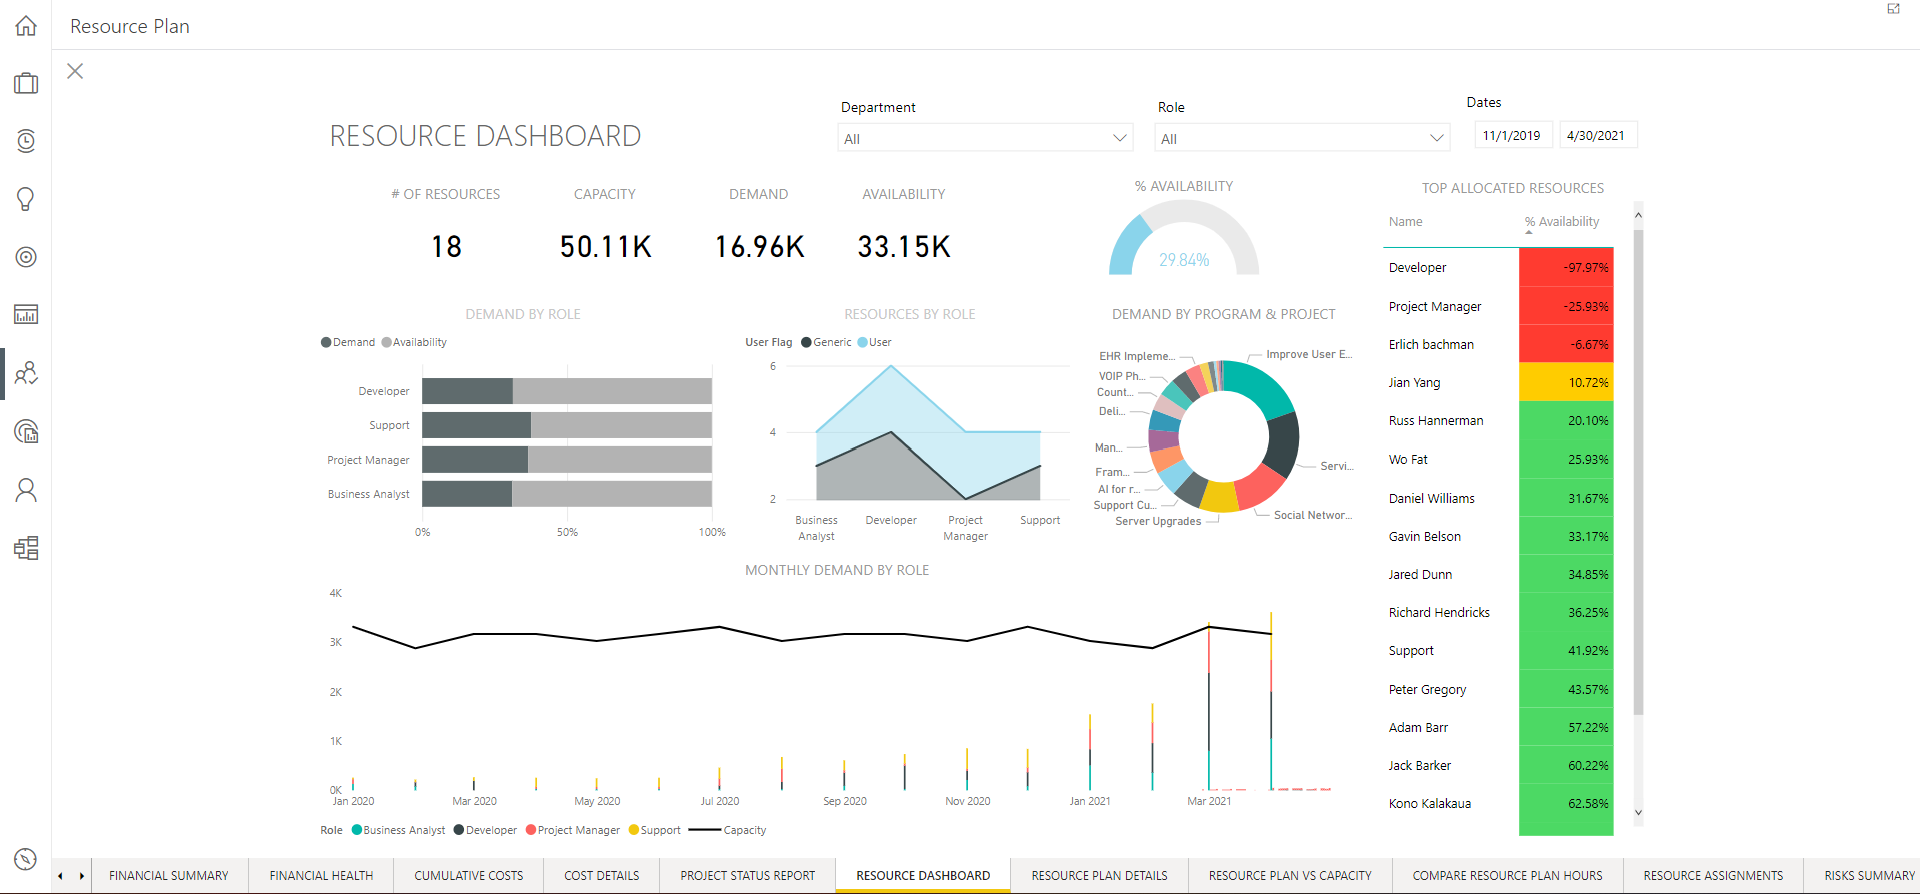 Resource Plan
RESOURCE DASHBOARD
Department
All
Role
All
Dates
11/1/2019
4/30/2021
# OF RESOURCES
18
CAPACITY
50.11K
DEMAND
16.96K
AVAILABILITY
33.15K
% AVAILABILITY
29.84%
TOP ALLOCATED RESOURCES
Name % Availability
Developer -97.97%
Project Manager -25.93%
Erlich bachman -6.67%
Jian Yang 10.72%
Russ Hannerman 20.10%
Wo Fat 25.93%
Daniel Williams 31.67%
Gavin Belson 33.17%
Jared Dunn 34.85%
Richard Hendricks 36.25%
Support 41.92%
Peter Gregory 43.57%
Adam Barr 57.22%
Jack Barker 60.22%
Kono Kalakaua 62.58%
DEMAND BY ROLE
Demand Availability
Developer
Support
Project Manager
Business Analyst
0% 50% 100%
RESOURCES BY ROLE
User Flag Generic User
6
4
2
Business Analyst
Developer
Project Manager
Support
DEMAND BY PROGRAM & PROJECT
Improve User E...
Servi...
Social Networ...
Server Upgrades
Support Cu...
AI for r...
Fram...
Man...
Deli...
Count...
VOIP Ph...
EHR Impleme...
MONTHLY DEMAND BY ROLE
4K
3K
2K
1K
0K
Jan 2020 Mar 2020 May 2020 Jul 2020 Sep 2020 Nov 2020 Jan 2021 Mar 2021
Role Business Analyst Developer Project Manager Support Capacity
FINANCIAL SUMMARY FINANCIAL HEALTH CUMULATIVE COSTS COST DETAILS PROJECT STATUS REPORT RESOURCE DASHBOARD RESOURCE PLAN DETAILS RESOURCE PLAN VS CAPACITY COMPARE RESOURCE PLAN HOURS RESOURCE ASSIGNMENTS RISKS SUMMARY